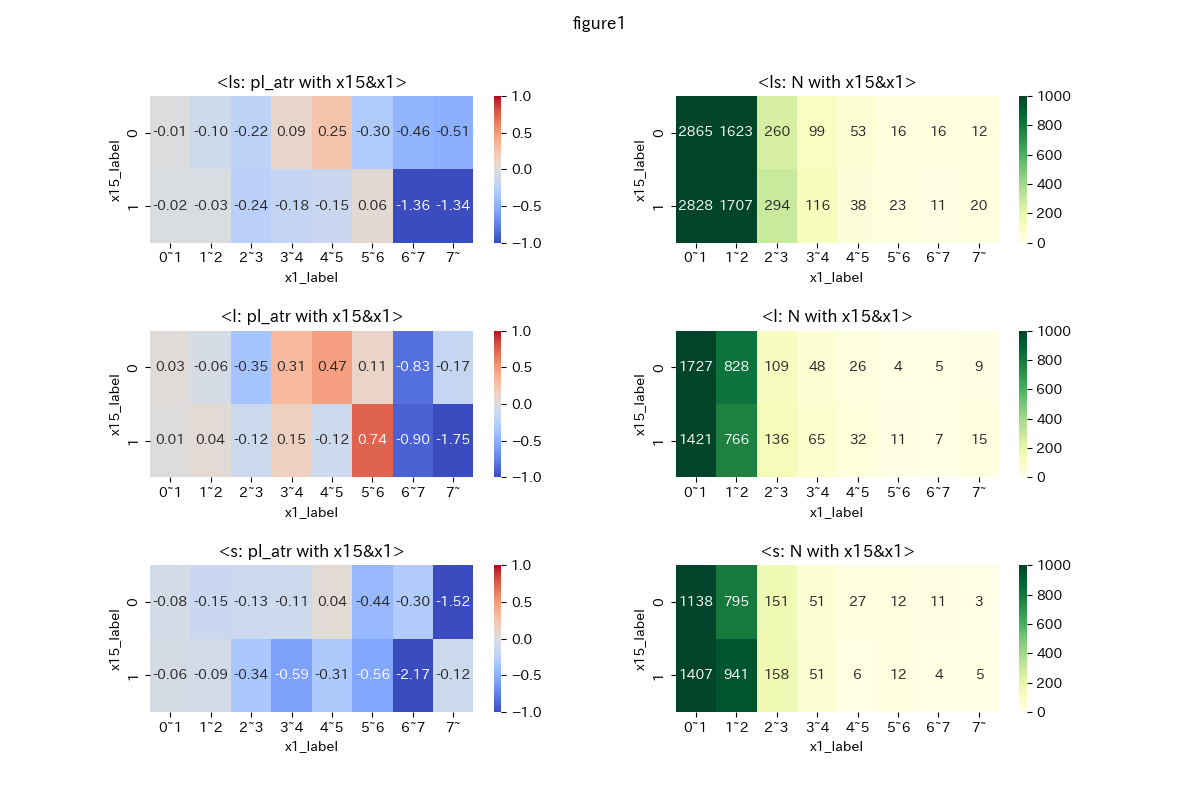 figure1
<ls: pl_atr with x15&x1>
x15_label
0 -0.01 -0.10 -0.22 0.09 0.25 -0.30 -0.46 -0.51
1 -0.02 -0.03 -0.24 -0.18 -0.15 0.06 -1.36 -1.34
0~1 1~2 2~3 3~4 4~5 5~6 6~7 7~
x1_label
1.0
0.5
0.0
−0.5
−1.0
<ls: N with x15&x1>
x15_label
0 2865 1623 260 99 53 16 16 12
1 2828 1707 294 116 38 23 11 20
0~1 1~2 2~3 3~4 4~5 5~6 6~7 7~
x1_label
1000
800
600
400
200
0
<l: pl_atr with x15&x1>
x15_label
0 0.03 -0.06 -0.35 0.31 0.47 0.11 -0.83 -0.17
1 0.01 0.04 -0.12 0.15 -0.12 0.74 -0.90 -1.75
0~1 1~2 2~3 3~4 4~5 5~6 6~7 7~
x1_label
1.0
0.5
0.0
−0.5
−1.0
<l: N with x15&x1>
x15_label
0 1727 828 109 48 26 4 5 9
1 1421 766 136 65 32 11 7 15
0~1 1~2 2~3 3~4 4~5 5~6 6~7 7~
x1_label
1000
800
600
400
200
0
<s: pl_atr with x15&x1>
x15_label
0 -0.08 -0.15 -0.13 -0.11 0.04 -0.44 -0.30 -1.52
1 -0.06 -0.09 -0.34 -0.59 -0.31 -0.56 -2.17 -0.12
0~1 1~2 2~3 3~4 4~5 5~6 6~7 7~
x1_label
1.0
0.5
0.0
−0.5
−1.0
<s: N with x15&x1>
x15_label
0 1138 795 151 51 27 12 11 3
1 1407 941 158 51 6 12 4 5
0~1 1~2 2~3 3~4 4~5 5~6 6~7 7~
x1_label
1000
800
600
400
200
0